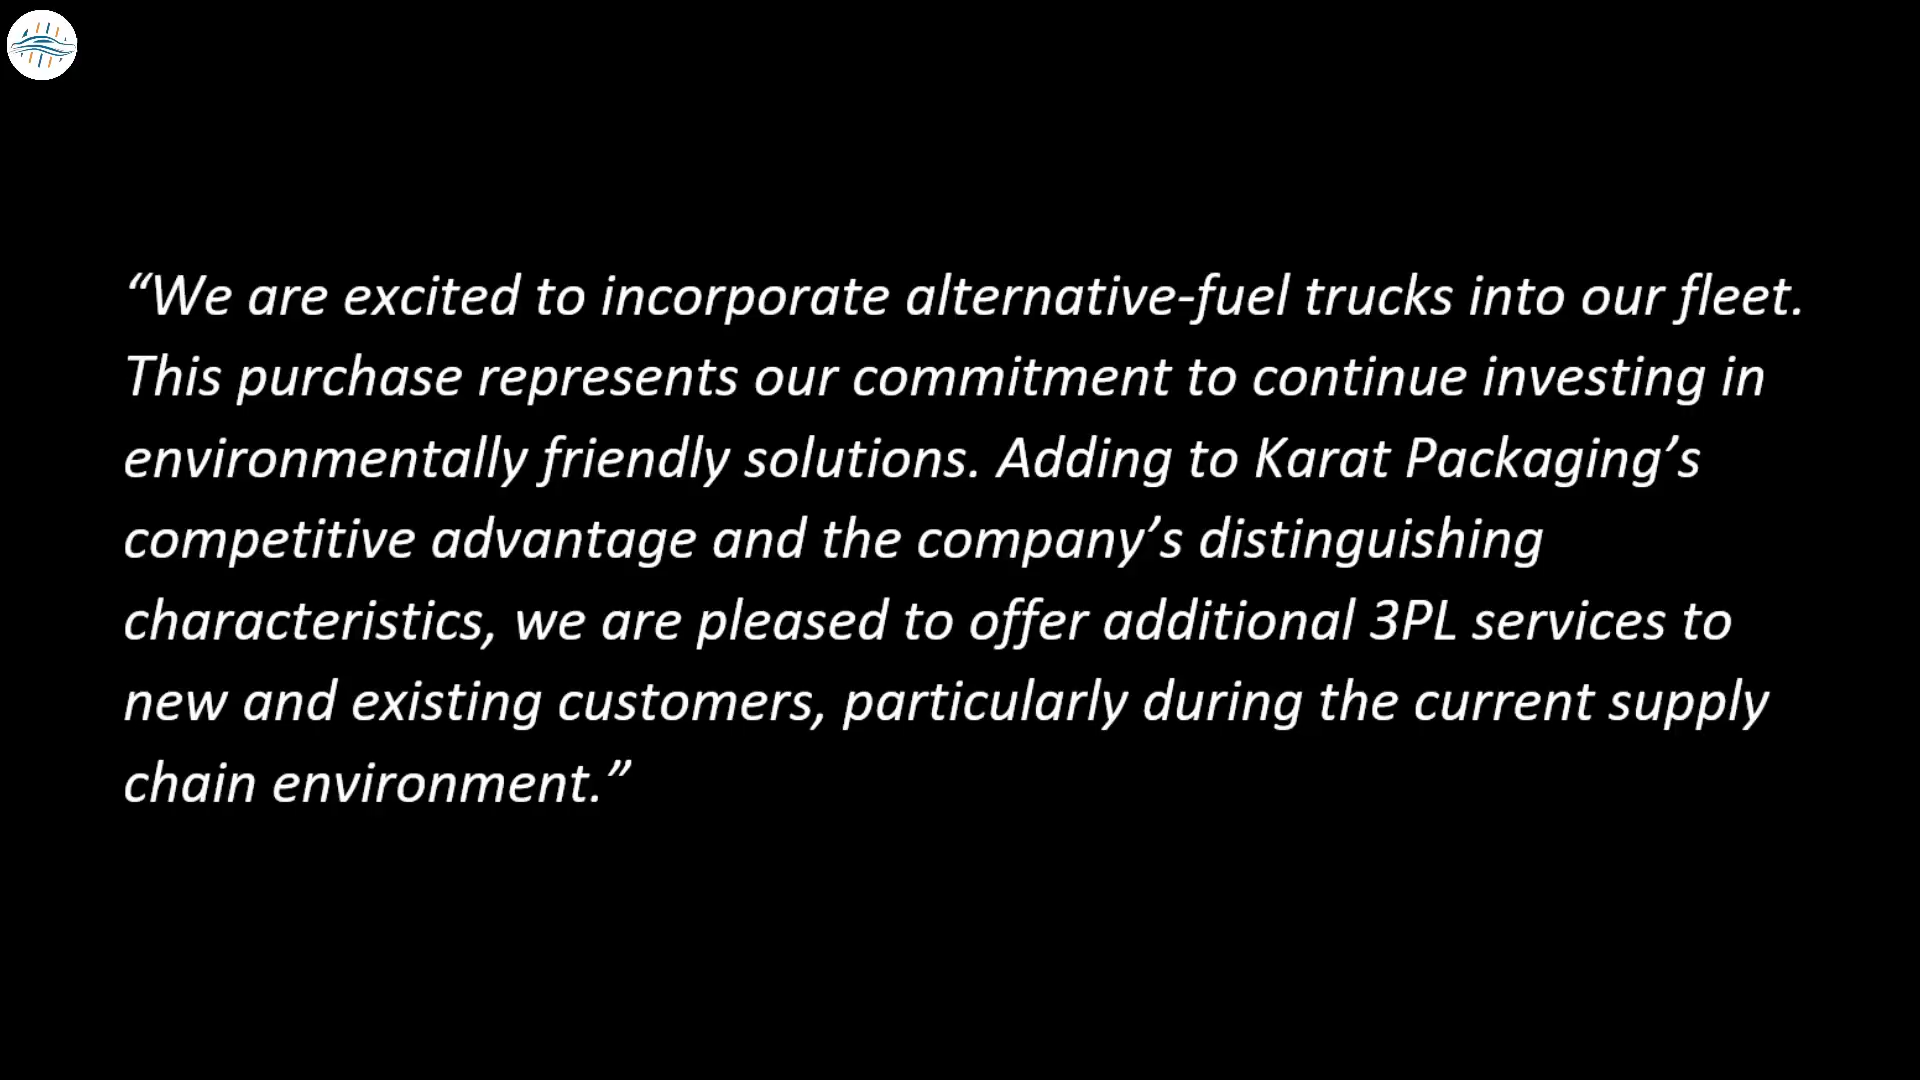 “We are excited to incorporate alternative-fuel trucks into our fleet.
This purchase represents our commitment to continue investing in
environmentally friendly solutions. Adding to Karat Packaging’s
competitive advantage and the company’s distinguishing
characteristics, we are pleased to offer additional 3PL services to
new and existing customers, particularly during the current supply
chain environment.”